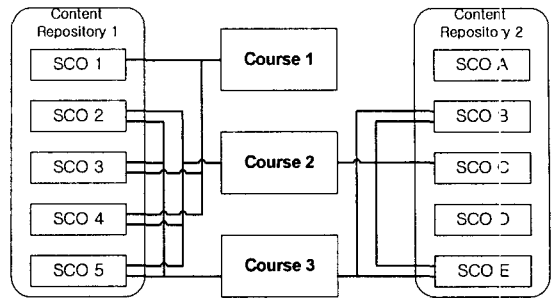 Content
Repository 1
SCO 1
SCO 2
SCO 3
SCO 4
SCO 5
Course 1
Course 2
Course 3
Content
Repository 2
SCO A
SCO B
SCO C
SCO D
SCO E